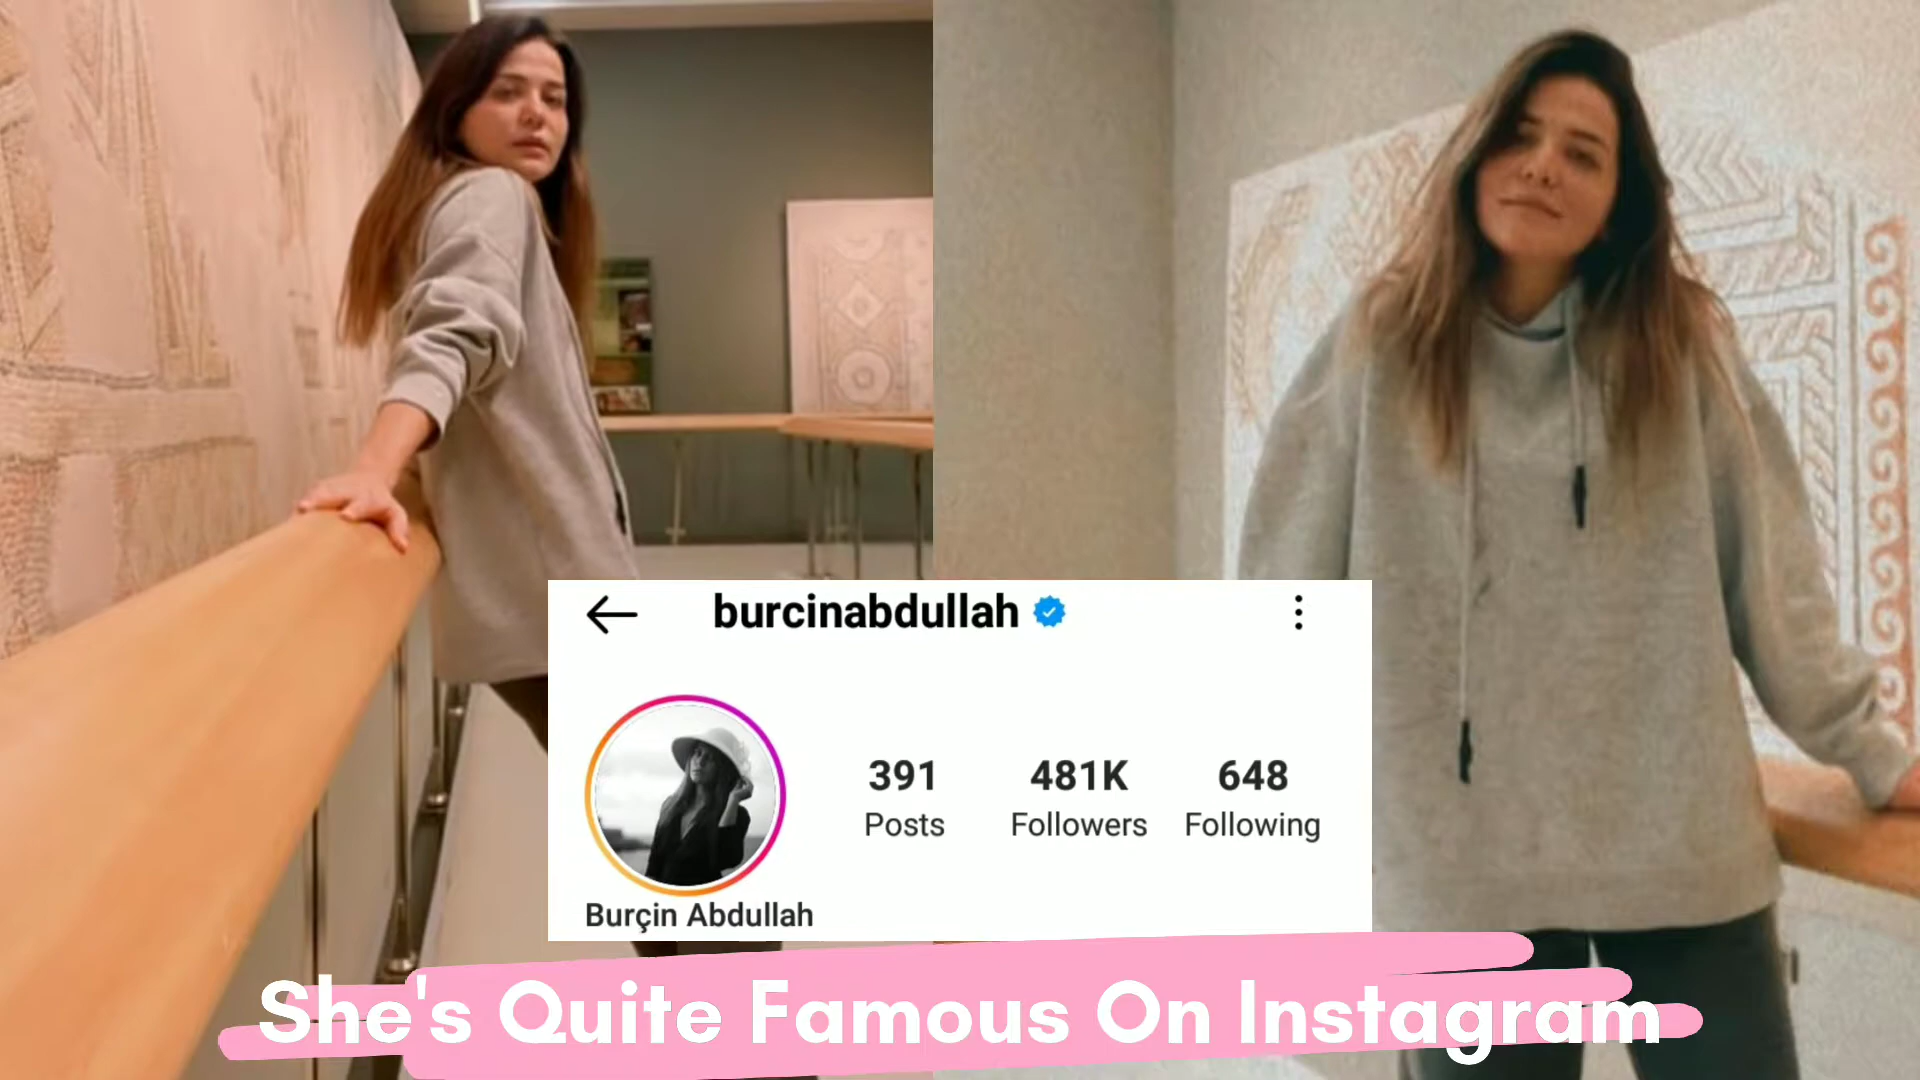 burcinabdullah
391 481K 648
Posts Followers Following
Burçin Abdullah
She's Quite Famous On Instagram